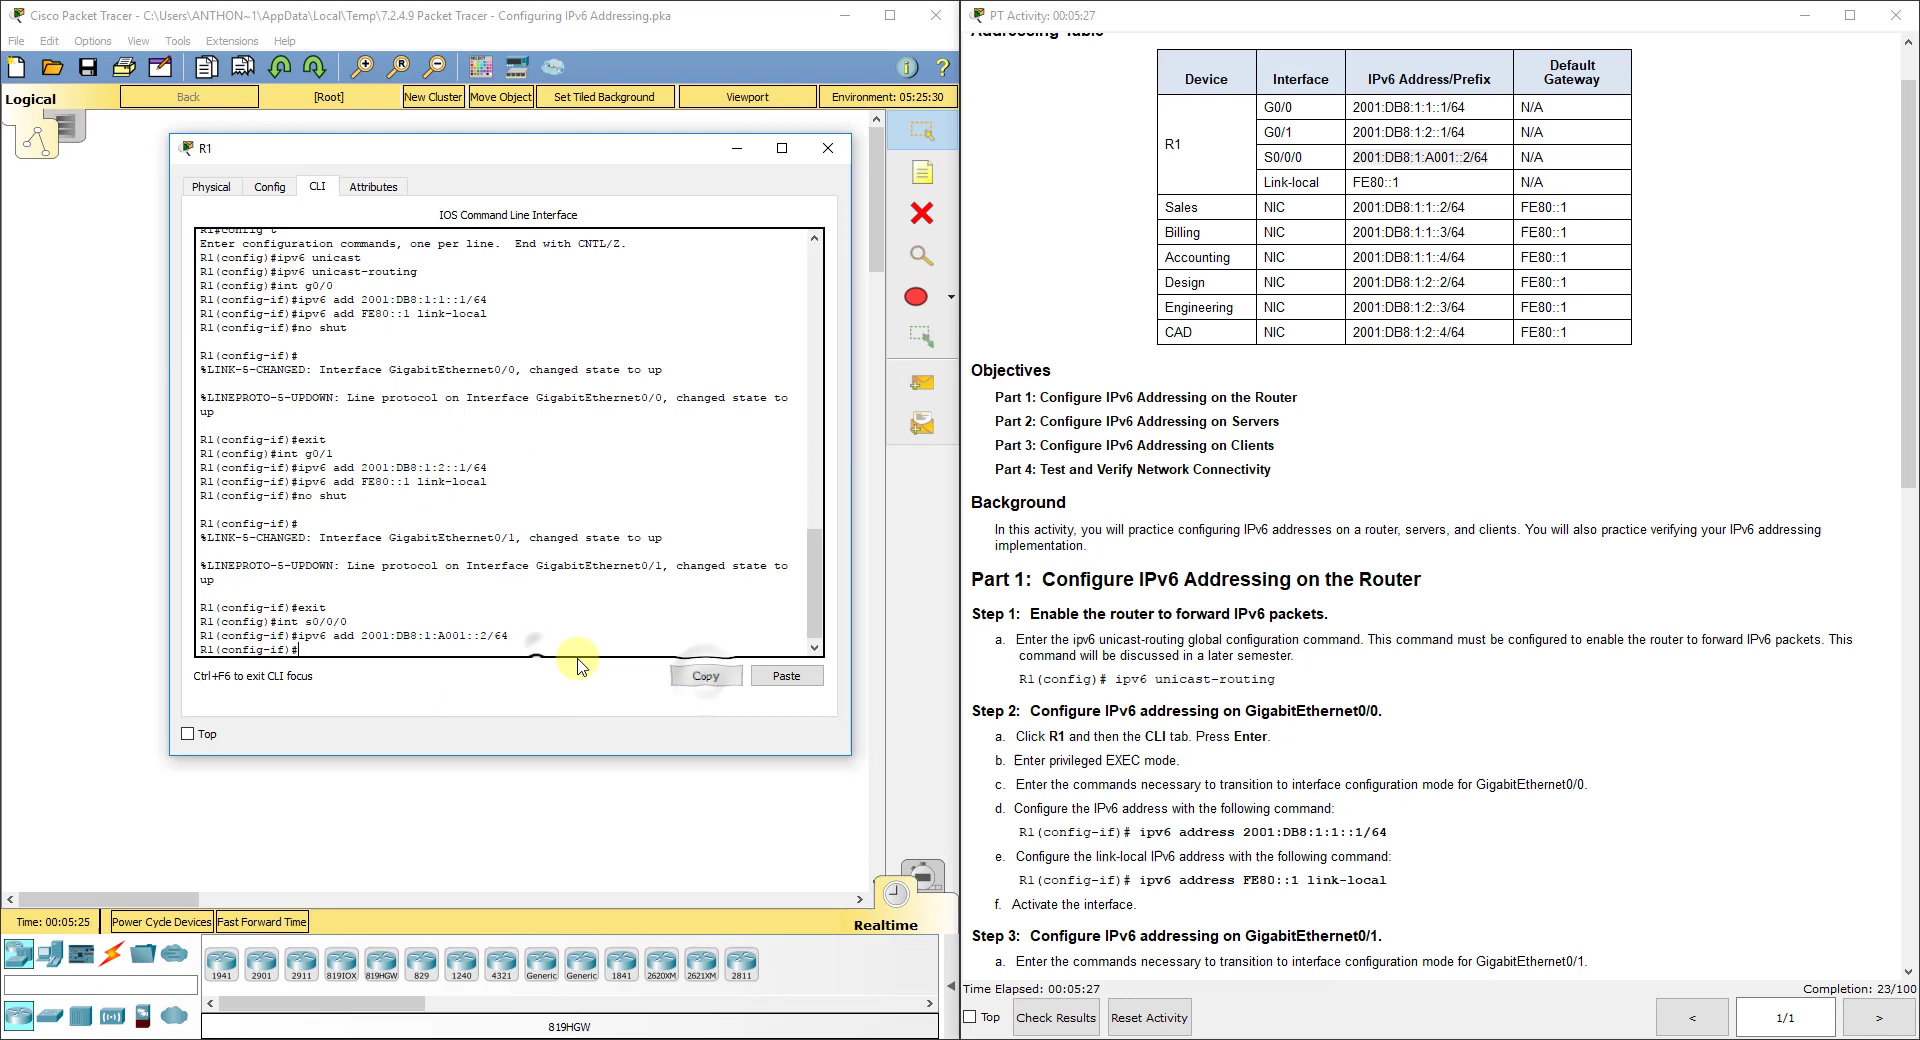 Cisco Packet Tracer - C:\Users\ANTHON~1\AppData\Local\Temp\7.2.4.9 Packet Tracer - Configuring IPv6 Addressing.pka
File Edit Options View Tools Extensions Help
Logical Back [Root] New Cluster Move Object Set Tiled Background Viewport Environment: 05:25:30
R1
Physical Config CLI Attributes
IOS Command Line Interface
R1#config t
Enter configuration commands, one per line. End with CNTL/Z.
R1(config)#ipv6 unicast
R1(config)#ipv6 unicast-routing
R1(config)#int g0/0
R1(config-if)#ipv6 add 2001:DB8:1:1::1/64
R1(config-if)#ipv6 add FE80::1 link-local
R1(config-if)#no shut
R1(config-if)#
%LINK-5-CHANGED: Interface GigabitEthernet0/0, changed state to up
%LINEPROTO-5-UPDOWN: Line protocol on Interface GigabitEthernet0/0, changed state to
up
R1(config-if)#exit
R1(config)#int g0/1
R1(config-if)#ipv6 add 2001:DB8:1:2::1/64
R1(config-if)#ipv6 add FE80::1 link-local
R1(config-if)#no shut
R1(config-if)#
%LINK-5-CHANGED: Interface GigabitEthernet0/1, changed state to up
%LINEPROTO-5-UPDOWN: Line protocol on Interface GigabitEthernet0/1, changed state to
up
R1(config-if)#exit
R1(config)#int s0/0/0
R1(config-if)#ipv6 add 2001:DB8:1:A001::2/64
R1(config-if)#
Ctrl+F6 to exit CLI focus Copy Paste
Top
Time: 00:05:25 Power Cycle Devices Fast Forward Time Realtime
1941 2901 2911 819IOX 819HGW 829 1240 4321 Generic Generic 1841 2620XM 2621XM 2811
819HGW
PT Activity: 00:05:27
Addressing Table
Device Interface IPv6 Address/Prefix Default Gateway
R1 G0/0 2001:DB8:1:1::1/64 N/A
G0/1 2001:DB8:1:2::1/64 N/A
S0/0/0 2001:DB8:1:A001::2/64 N/A
Link-local FE80::1 N/A
Sales NIC 2001:DB8:1:1::2/64 FE80::1
Billing NIC 2001:DB8:1:1::3/64 FE80::1
Accounting NIC 2001:DB8:1:1::4/64 FE80::1
Design NIC 2001:DB8:1:2::2/64 FE80::1
Engineering NIC 2001:DB8:1:2::3/64 FE80::1
CAD NIC 2001:DB8:1:2::4/64 FE80::1
Objectives
Part 1: Configure IPv6 Addressing on the Router
Part 2: Configure IPv6 Addressing on Servers
Part 3: Configure IPv6 Addressing on Clients
Part 4: Test and Verify Network Connectivity
Background
In this activity, you will practice configuring IPv6 addresses on a router, servers, and clients. You will also practice verifying your IPv6 addressing
implementation.
Part 1: Configure IPv6 Addressing on the Router
Step 1: Enable the router to forward IPv6 packets.
a. Enter the ipv6 unicast-routing global configuration command. This command must be configured to enable the router to forward IPv6 packets. This
command will be discussed in a later semester.
R1(config)# ipv6 unicast-routing
Step 2: Configure IPv6 addressing on GigabitEthernet0/0.
a. Click R1 and then the CLI tab. Press Enter.
b. Enter privileged EXEC mode.
c. Enter the commands necessary to transition to interface configuration mode for GigabitEthernet0/0.
d. Configure the IPv6 address with the following command:
R1(config-if)# ipv6 address 2001:DB8:1:1::1/64
e. Configure the link-local IPv6 address with the following command:
R1(config-if)# ipv6 address FE80::1 link-local
f. Activate the interface.
Step 3: Configure IPv6 addressing on GigabitEthernet0/1.
a. Enter the commands necessary to transition to interface configuration mode for GigabitEthernet0/1.
Time Elapsed: 00:05:27 Completion: 23/100
Top Check Results Reset Activity < 1/1 >